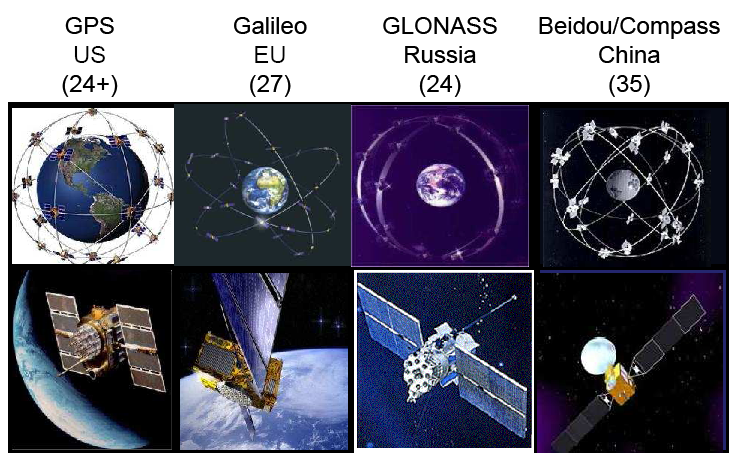 GPS
US
(24+)
Galileo
EU
(27)
GLONASS
Russia
(24)
Beidou/Compass
China
(35)